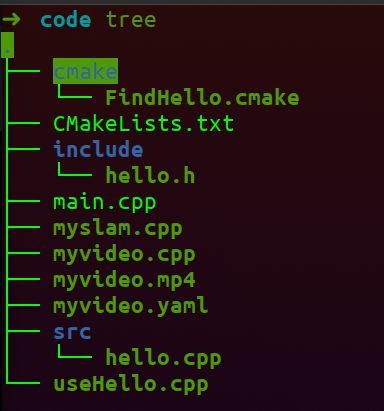 ➜ code tree
.
├── cmake
│   └── FindHello.cmake
├── CMakeLists.txt
├── include
│   └── hello.h
├── main.cpp
├── myslam.cpp
├── myvideo.cpp
├── myvideo.mp4
├── myvideo.yaml
├── src
│   └── hello.cpp
└── useHello.cpp